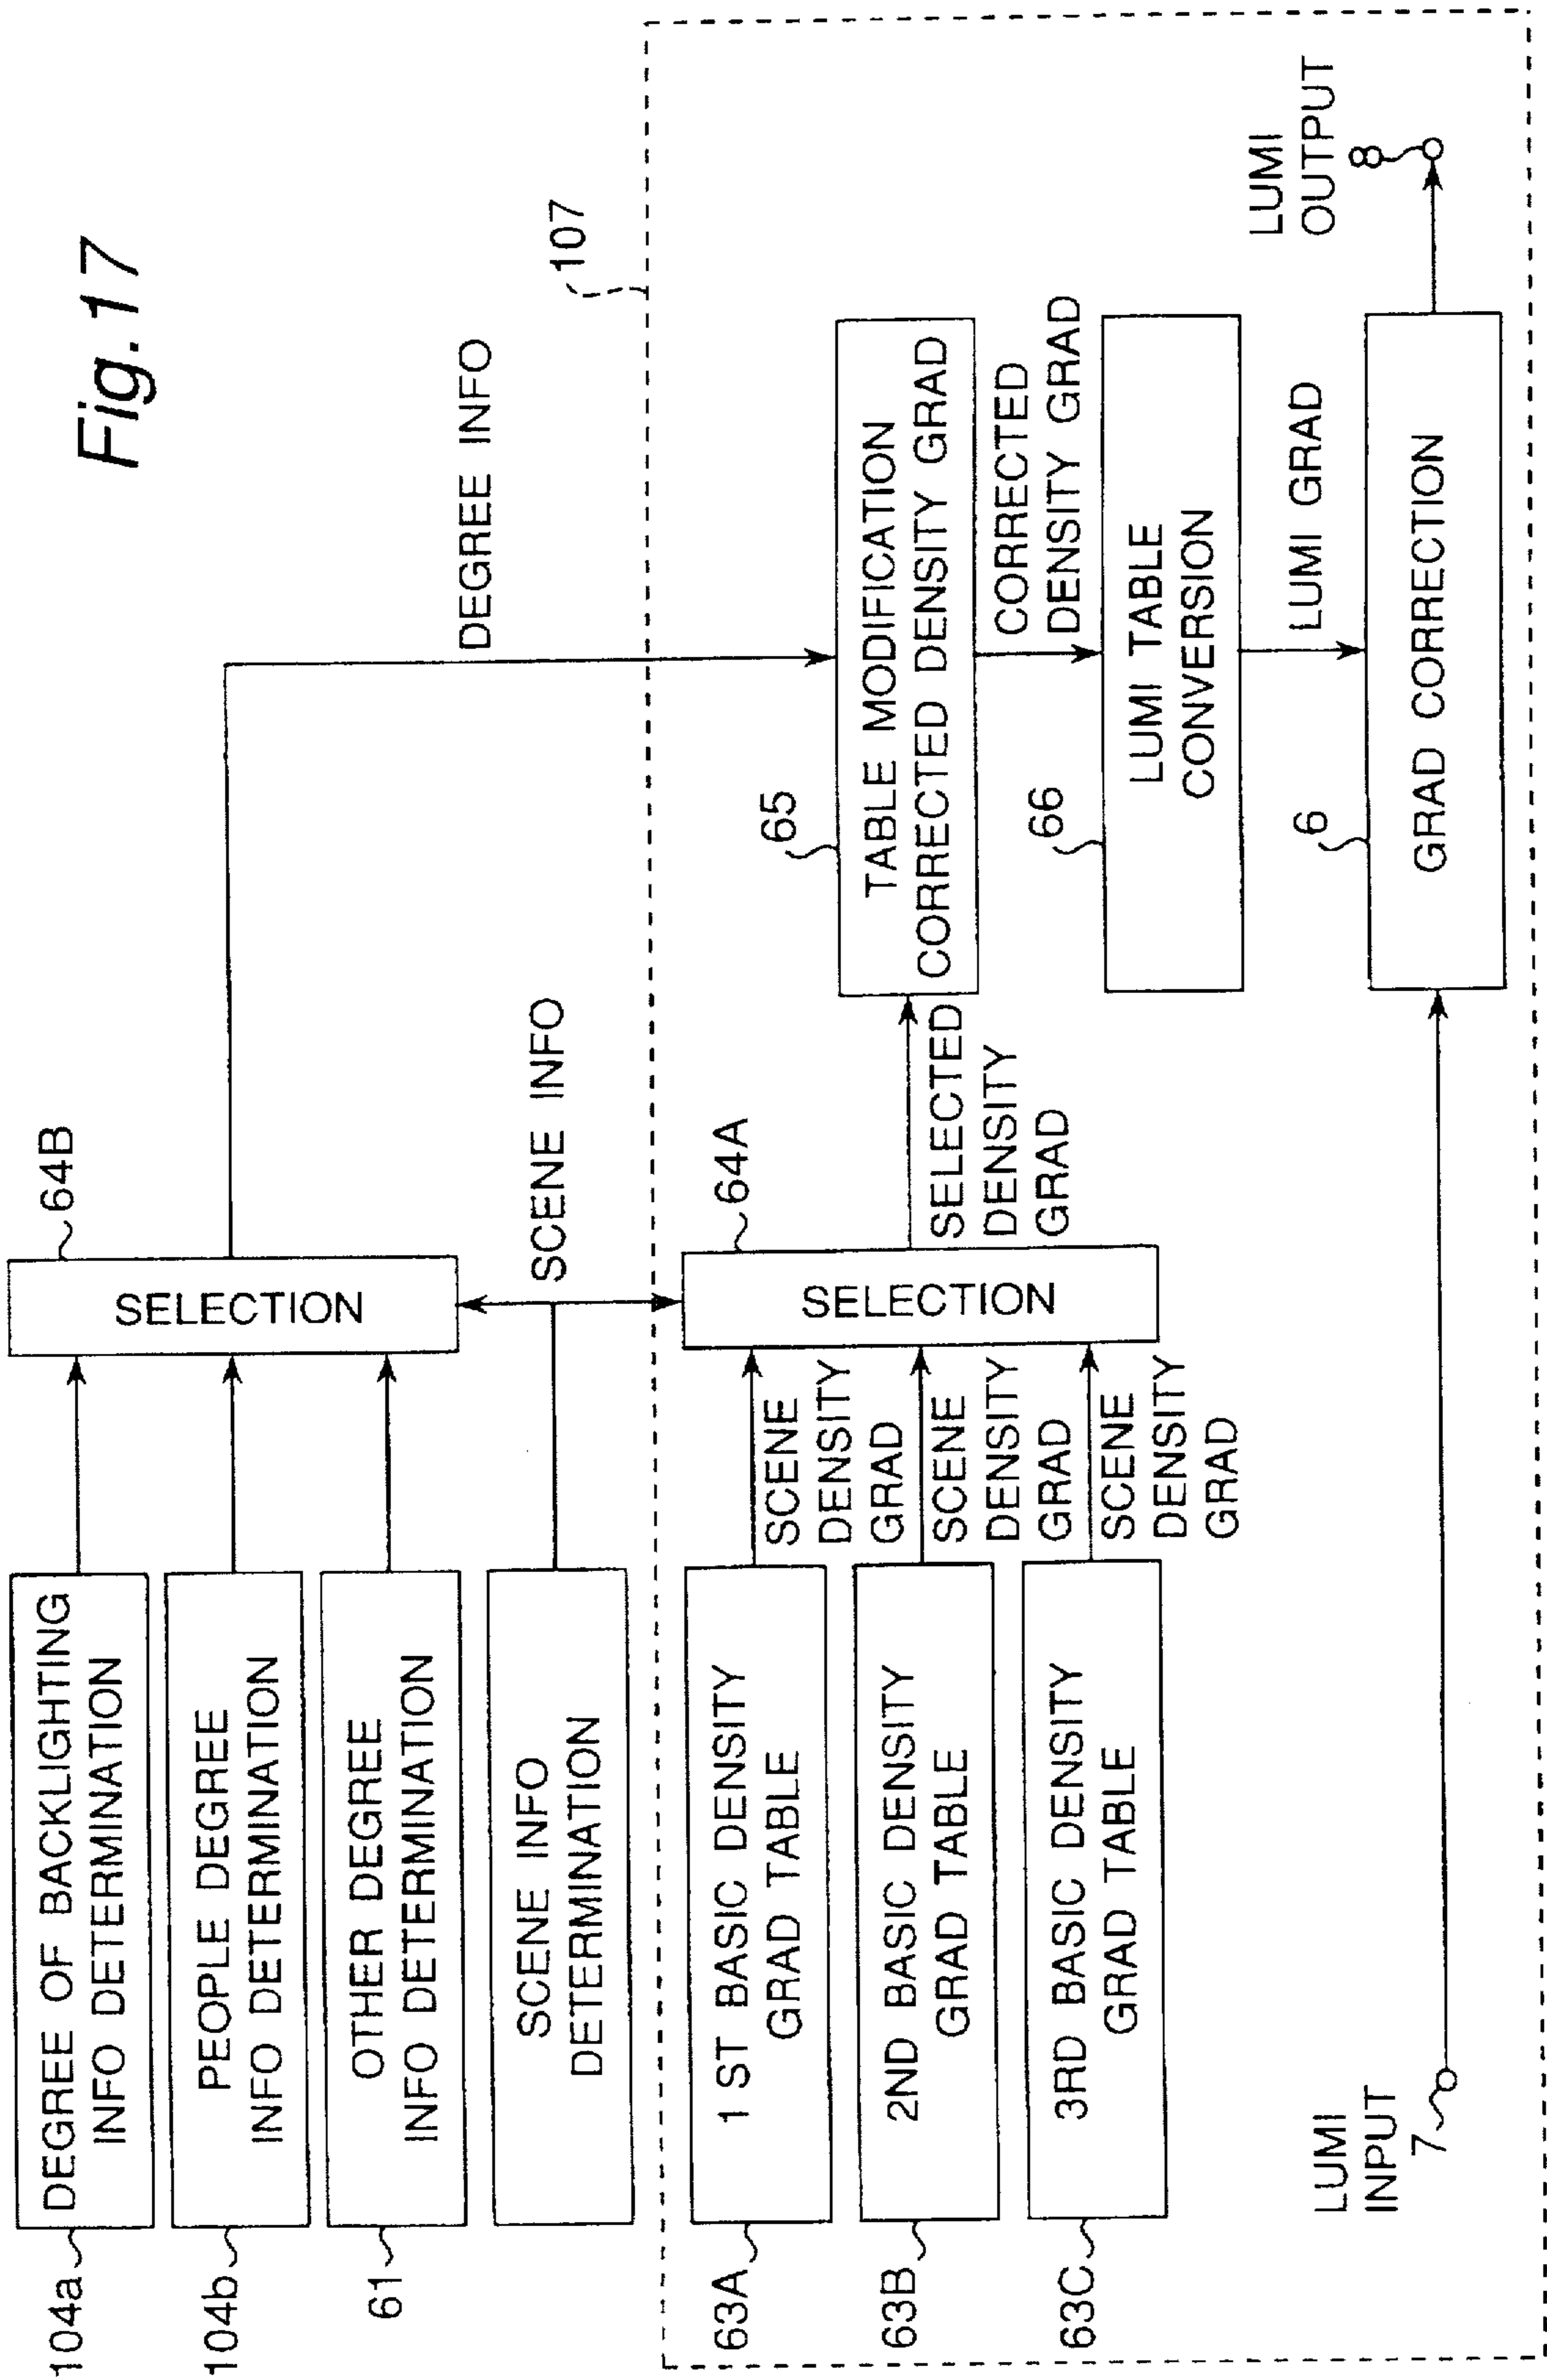 Fig.17
104a
DEGREE OF BACKLIGHTING
INFO DETERMINATION
104b
PEOPLE DEGREE
INFO DETERMINATION
61
OTHER DEGREE
INFO DETERMINATION
SCENE INFO
DETERMINATION
SELECTION
64B
SCENE INFO
DEGREE INFO
107
63A
1 ST BASIC DENSITY
GRAD TABLE
63B
2ND BASIC DENSITY
GRAD TABLE
63C
3RD BASIC DENSITY
GRAD TABLE
SCENE
DENSITY
GRAD
SCENE
DENSITY
GRAD
SCENE
DENSITY
GRAD
SELECTION
64A
SELECTED
DENSITY
GRAD
65
TABLE MODIFICATION
CORRECTED DENSITY GRAD
CORRECTED
DENSITY GRAD
66
LUMI TABLE
CONVERSION
LUMI GRAD
6
GRAD CORRECTION
LUMI
INPUT
7
LUMI
OUTPUT
8